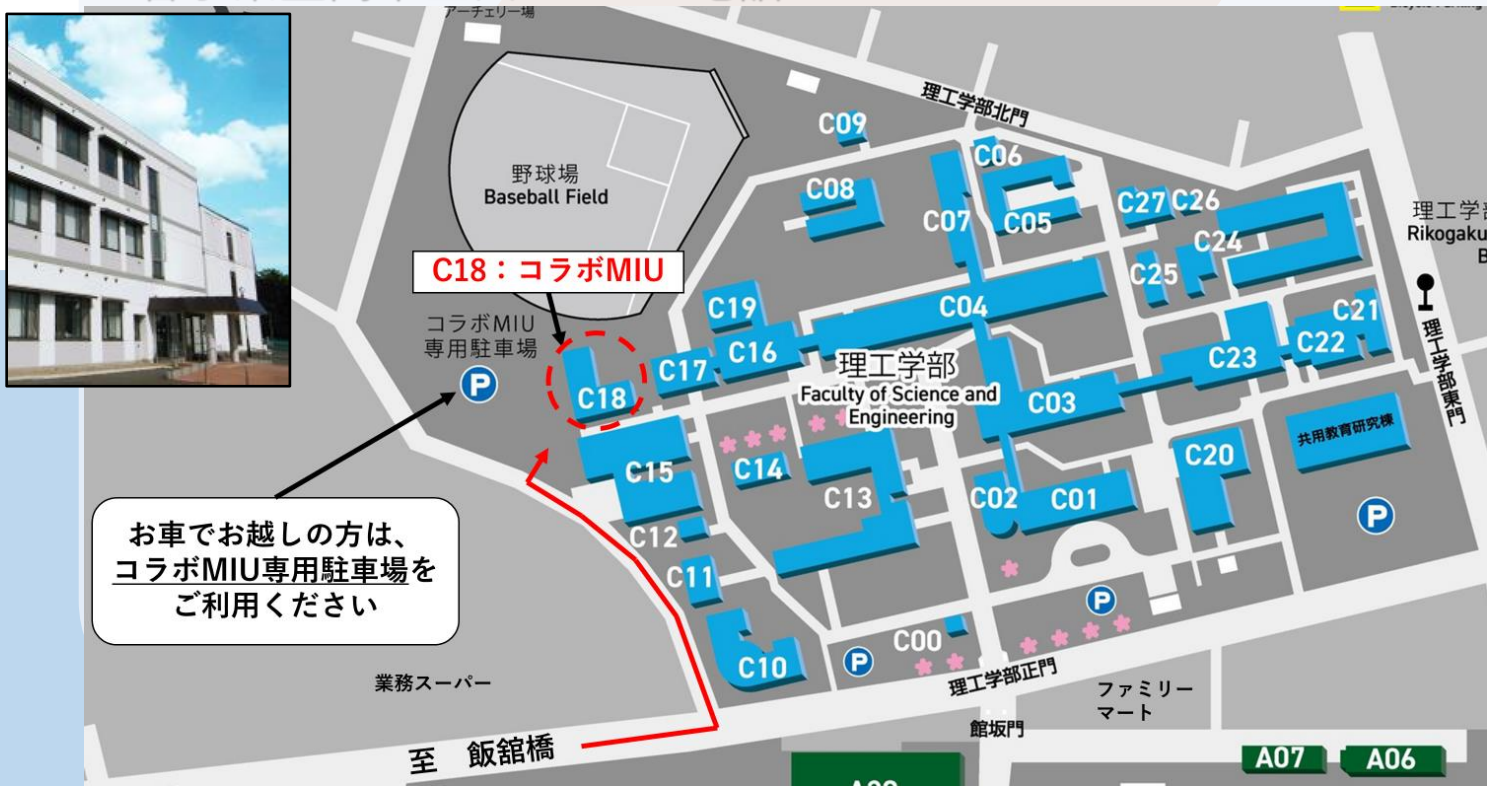 アーチェリー場
理工学部北門
C09
C06
野球場
Baseball Field
C08
C07
C05
C27
C26
C24
C25
理工学部
Rikogaku
C18:コラボMIU
コラボMIU
専用駐車場
P
C19
C16
C17
C18
C04
C21
C22
C23
理工学部東門
理工学部
Faculty of Science and
Engineering
C03
共用教育研究棟
C15
C14
C13
C02
C01
C20
P
お車でお越しの方は、
コラボMIU専用駐車場を
ご利用ください
C12
C11
C10
P
C00
P
理工学部正門
業務スーパー
ファミリー
マート
館坂門
至 飯舘橋
A07
A06